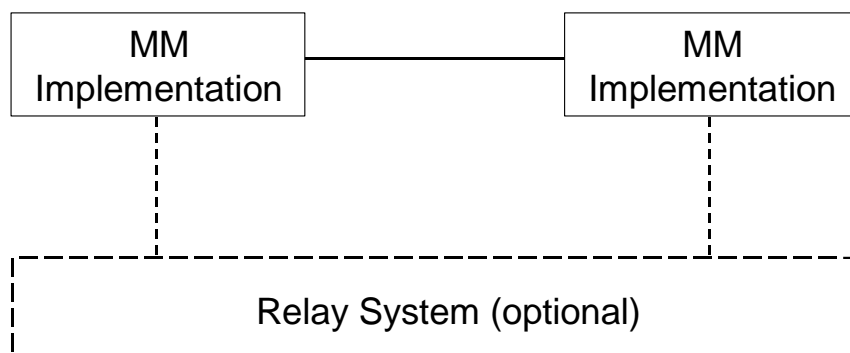 MM
Implementation
MM
Implementation
Relay System (optional)